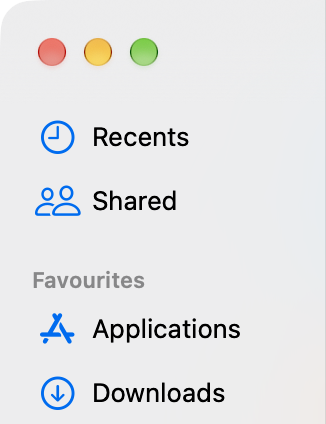 Recents
Shared
Favourites
Applications
Downloads